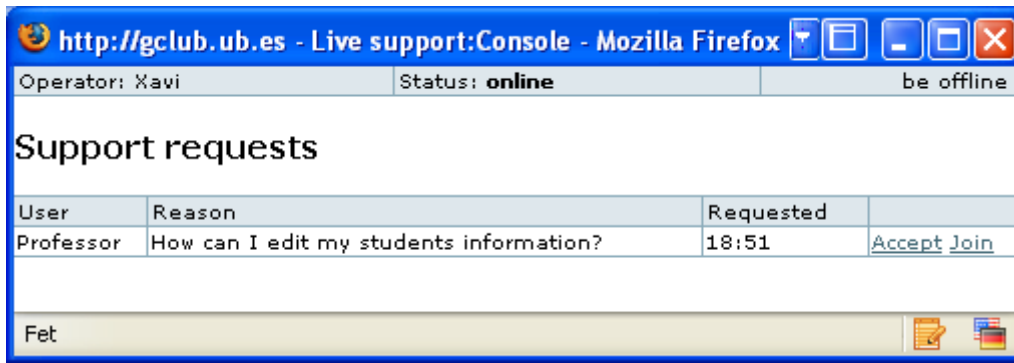 http://gclub.ub.es - Live support:Console - Mozilla Firefox
Operator: Xavi Status: online be offline
Support requests
User Reason Requested
Professor How can I edit my students information? 18:51 Accept Join
Fet